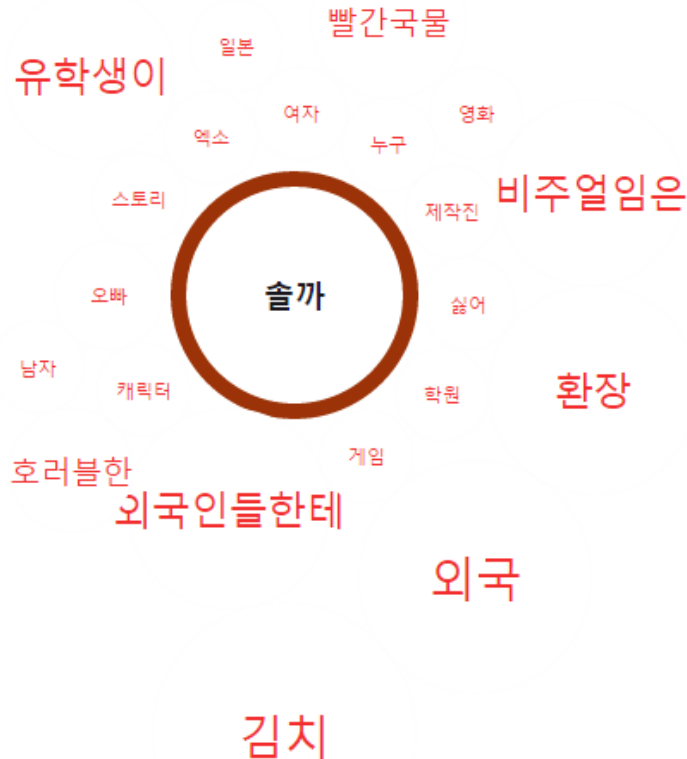 빨간국물
일본
유학생이
여자
영화
엑소
누구
비주얼임은
스토리
제작진
오빠
솔까
싫어
남자
캐릭터
학원
환장
게임
호러블한
외국인들한테
외국
김치